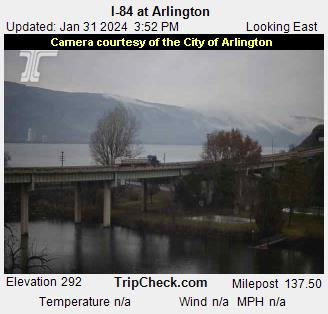 I-84 at Arlington
Updated: Jan 31 2024 3:52 PM Looking East
Camera courtesy of the City of Arlington
Elevation 292 TripCheck.com Milepost 137.50
Temperature n/a Wind n/a MPH n/a